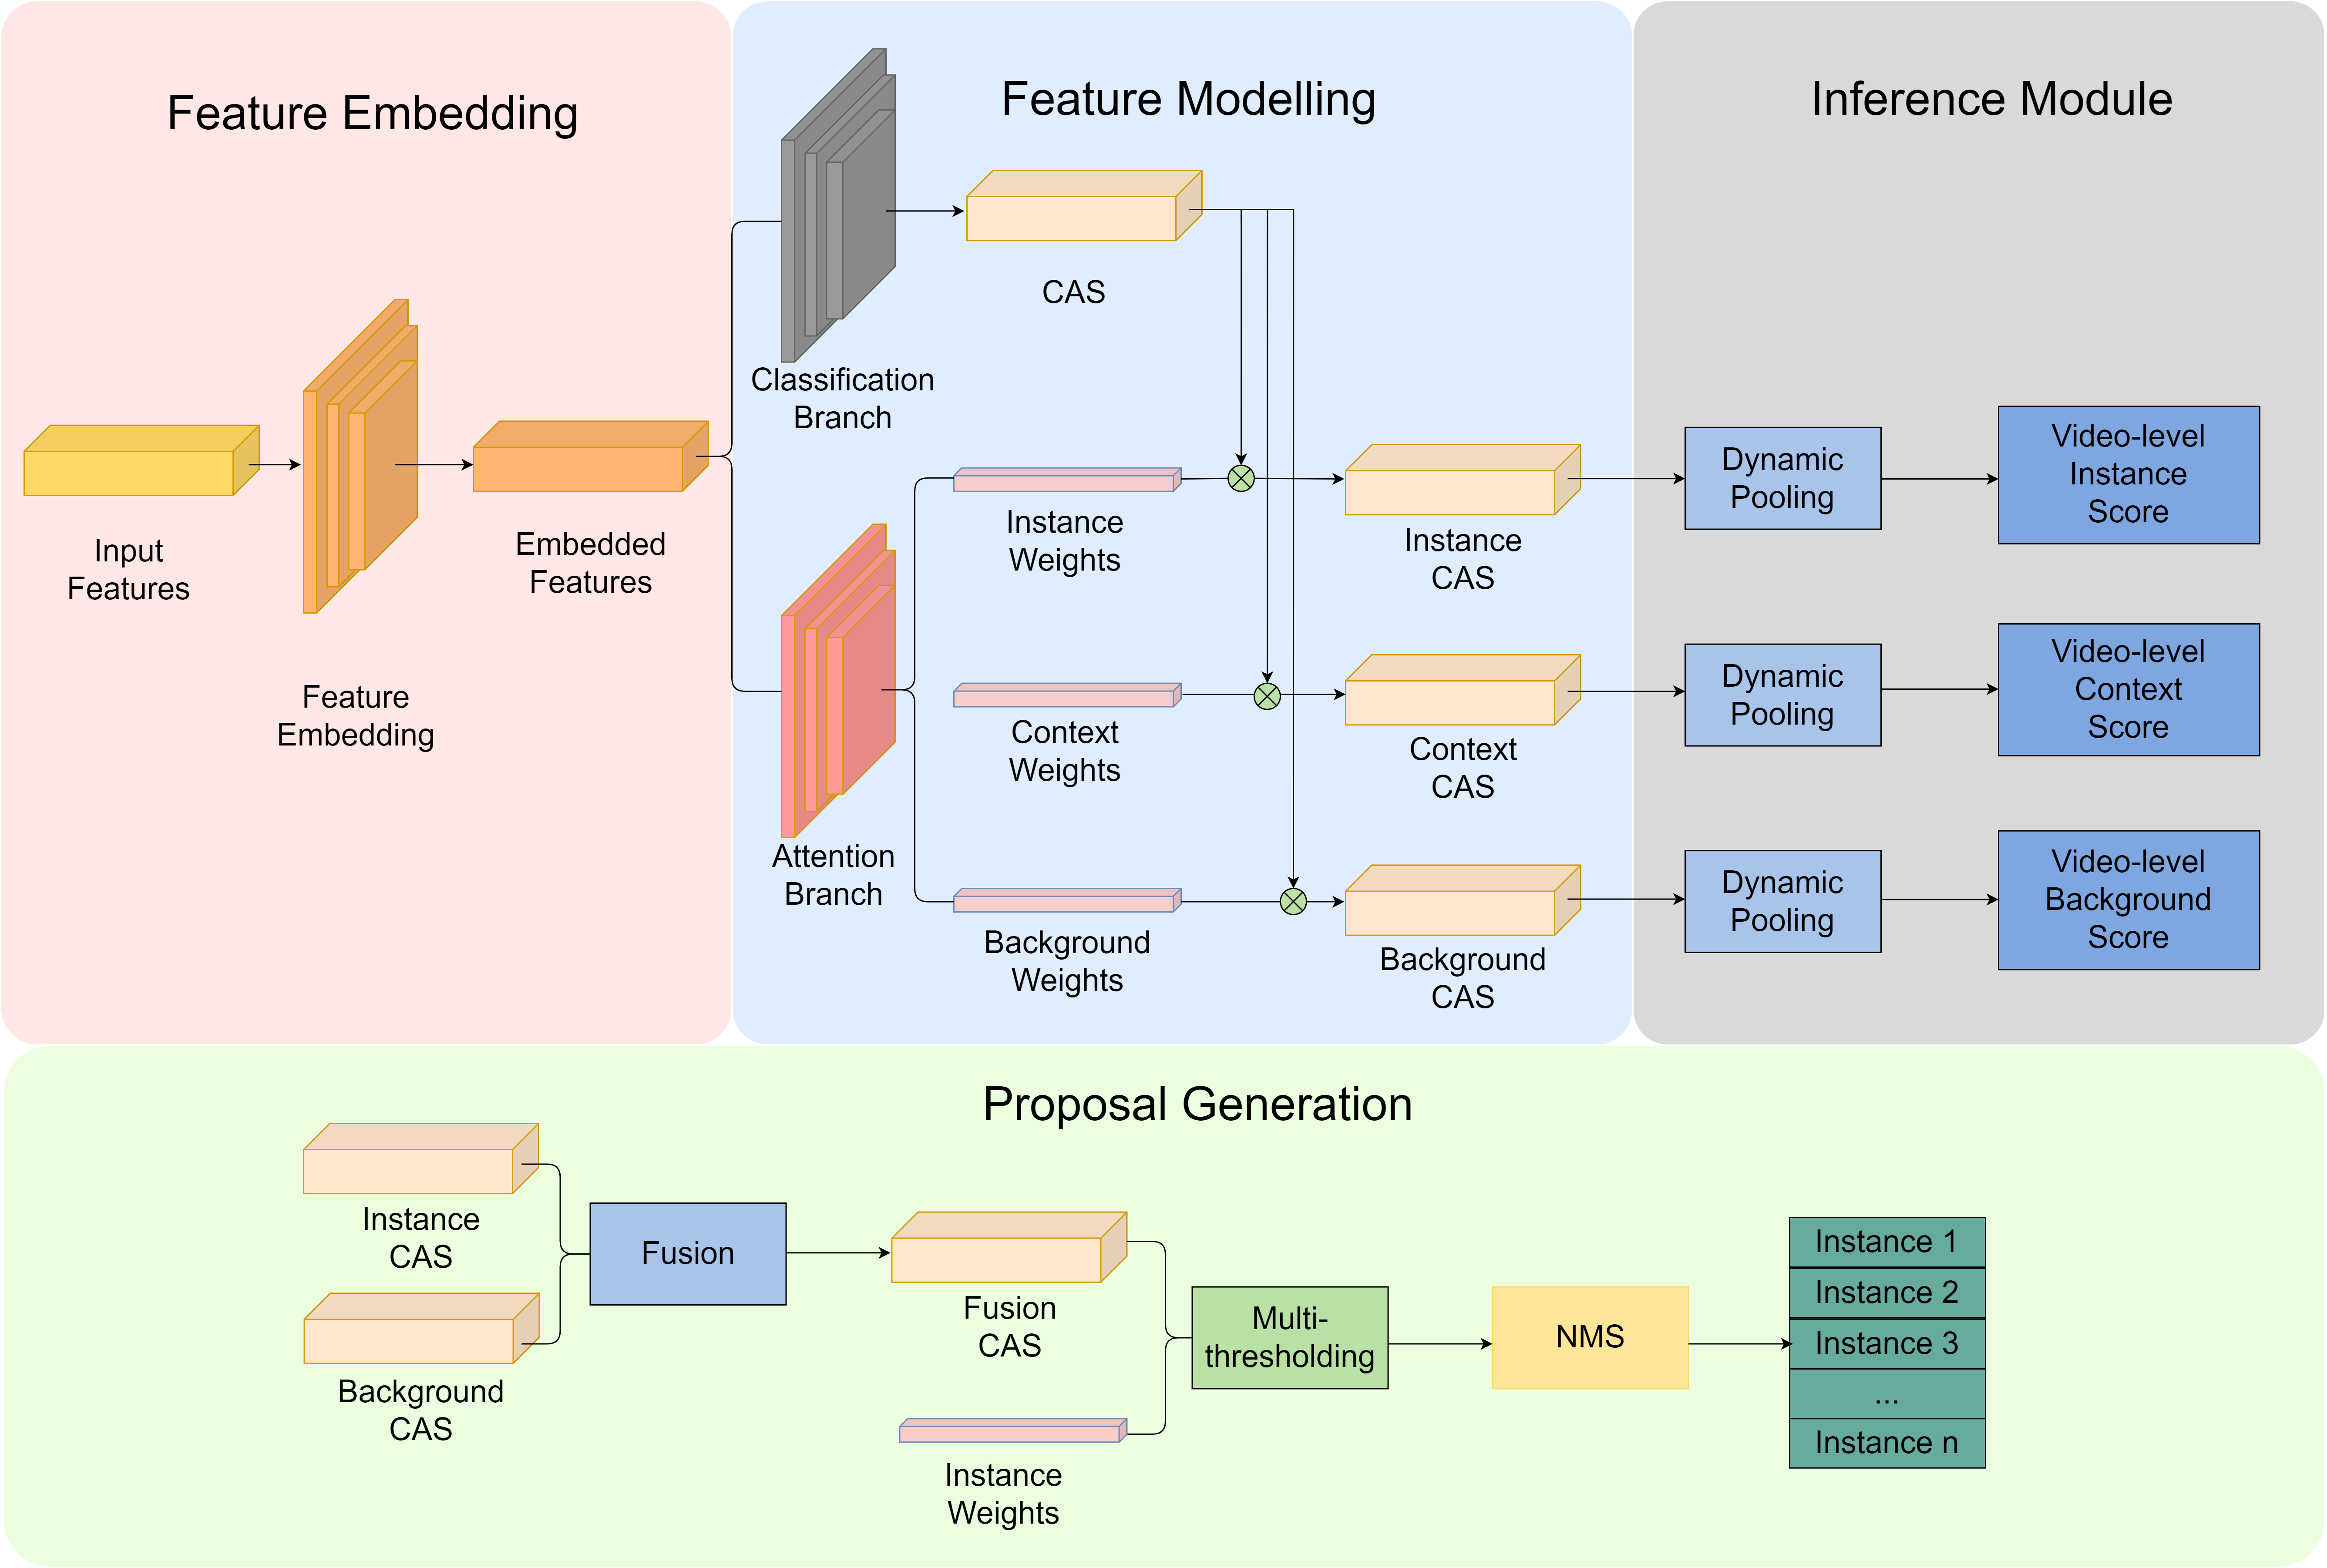 Feature Embedding
Input
Features
Feature
Embedding
Embedded
Features
Feature Modelling
Classification
Branch
CAS
Attention
Branch
Instance
Weights
Context
Weights
Background
Weights
Instance
CAS
Context
CAS
Background
CAS
Inference Module
Dynamic
Pooling
Video-level
Instance
Score
Dynamic
Pooling
Video-level
Context
Score
Dynamic
Pooling
Video-level
Background
Score
Proposal Generation
Instance
CAS
Background
CAS
Fusion
Fusion
CAS
Instance
Weights
Multi-
thresholding
NMS
Instance 1
Instance 2
Instance 3
...
Instance n